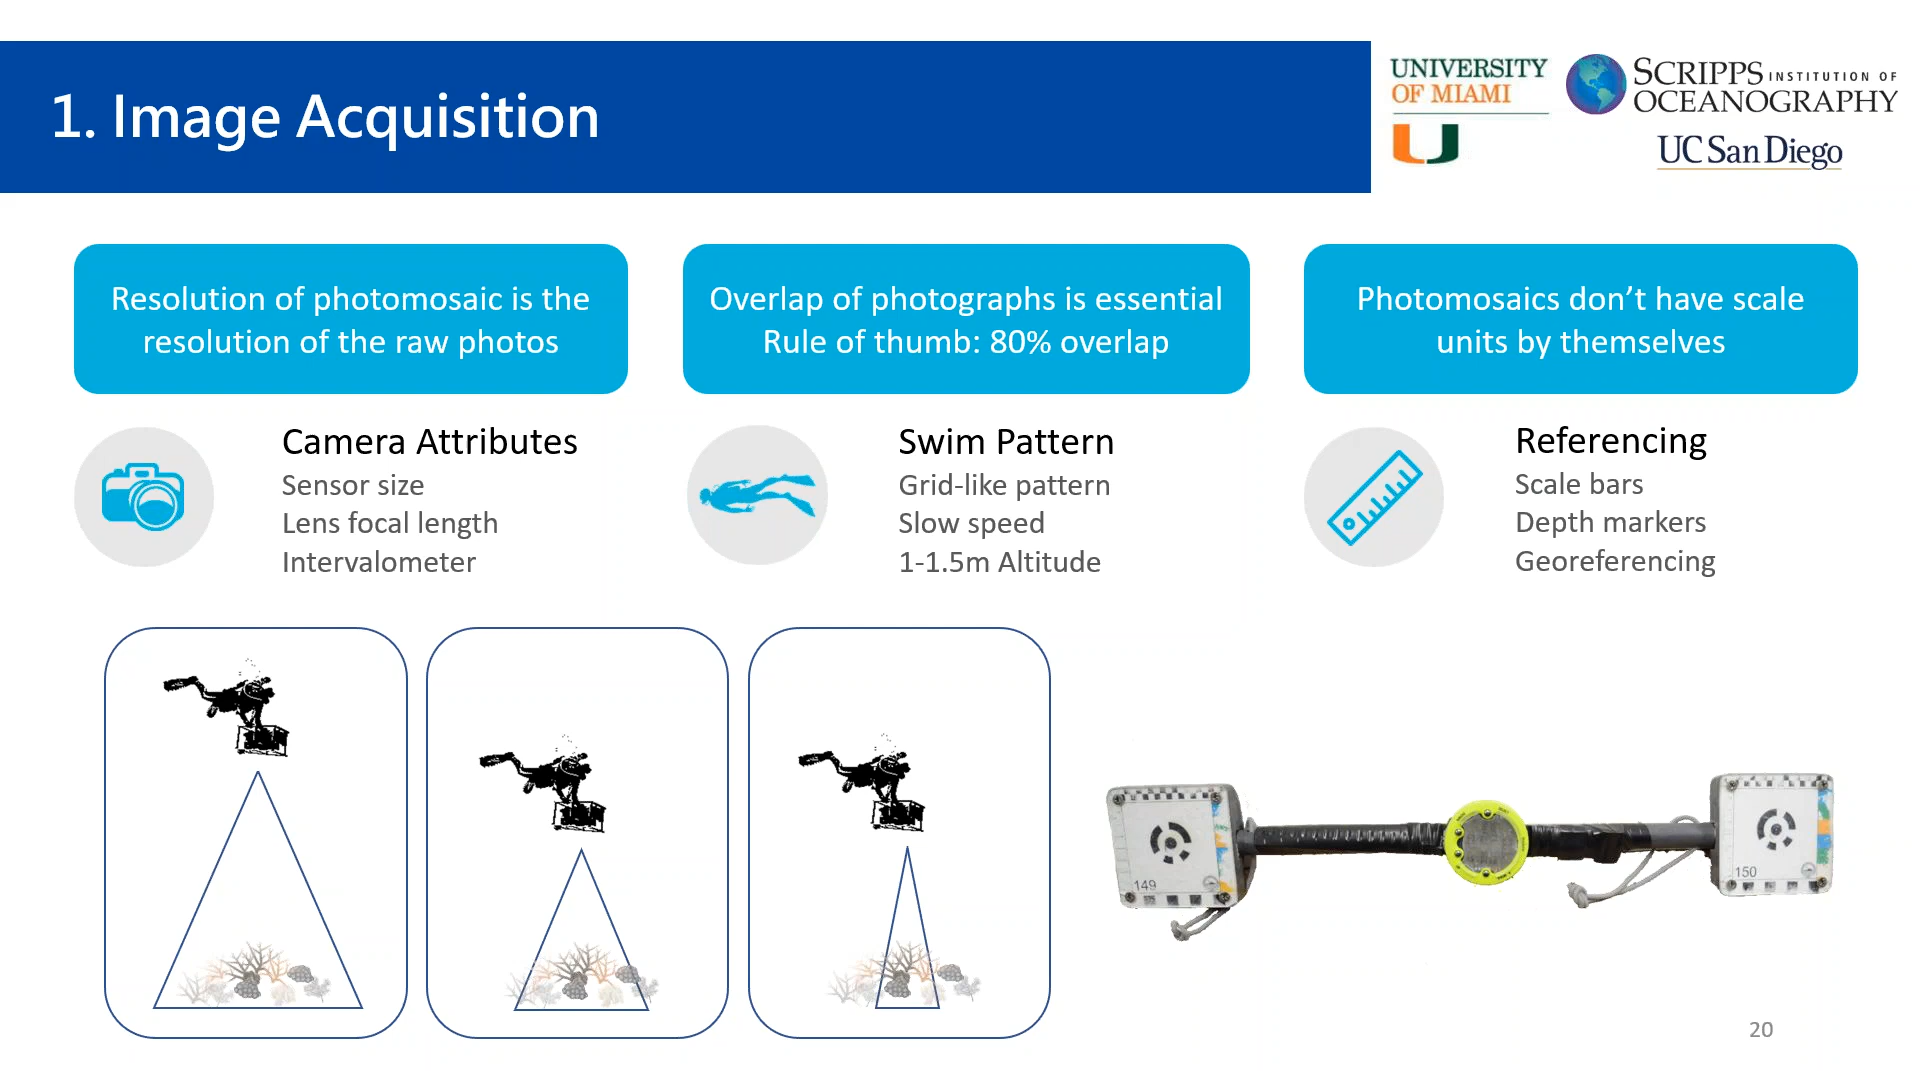 1. Image Acquisition
UNIVERSITY
OF MIAMI
SCRIPPS INSTITUTION OF
OCEANOGRAPHY
UC San Diego
Resolution of photomosaic is the
resolution of the raw photos
Overlap of photographs is essential
Rule of thumb: 80% overlap
Photomosaics don’t have scale
units by themselves
Camera Attributes
Sensor size
Lens focal length
Intervalometer
Swim Pattern
Grid-like pattern
Slow speed
1-1.5m Altitude
Referencing
Scale bars
Depth markers
Georeferencing
149
150
20